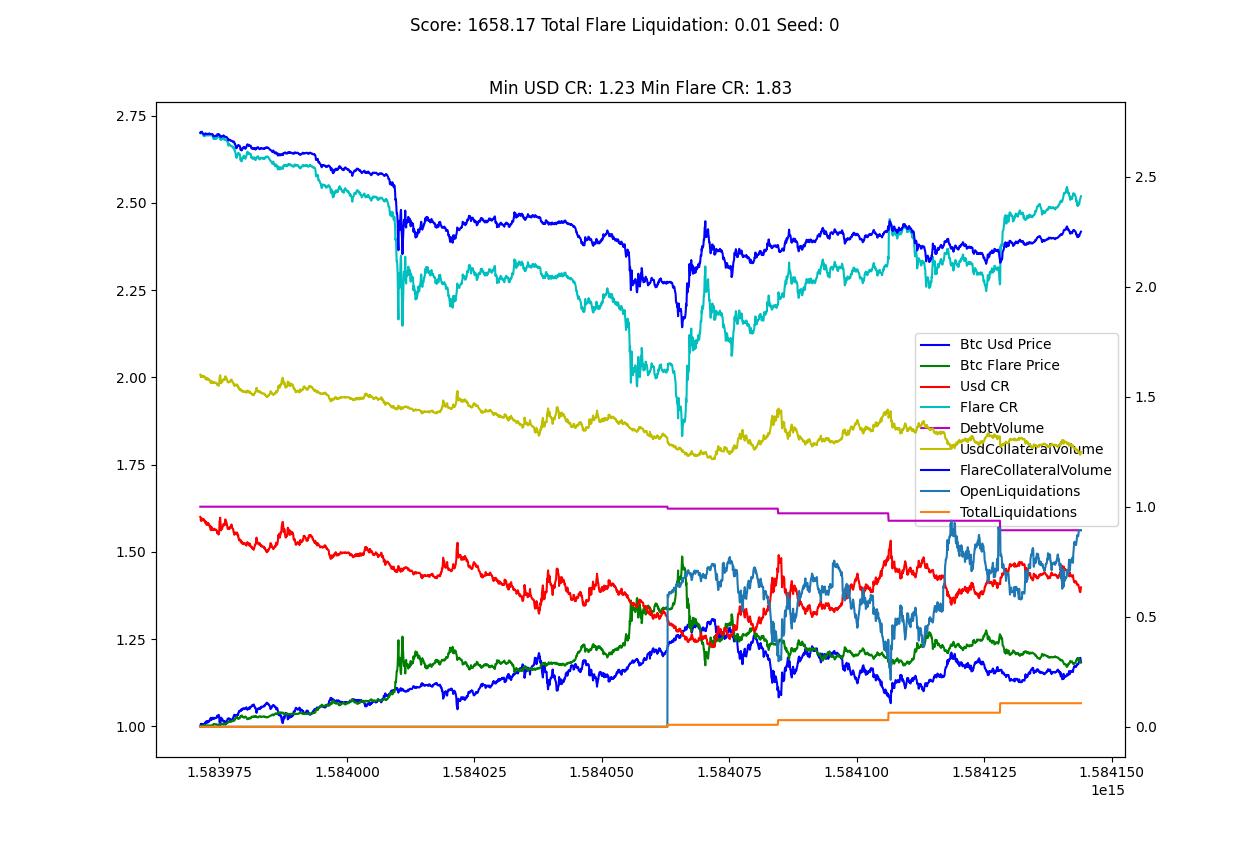 Score: 1658.17 Total Flare Liquidation: 0.01 Seed: 0
Min USD CR: 1.23 Min Flare CR: 1.83
2.75
2.50
2.25
2.00
1.75
1.50
1.25
1.00
2.5
2.0
1.5
1.0
0.5
0.0
Btc Usd Price
Btc Flare Price
Usd CR
Flare CR
DebtVolume
UsdCollateralVolume
FlareCollateralVolume
OpenLiquidations
TotalLiquidations
1.583975 1.584000 1.584025 1.584050 1.584075 1.584100 1.584125 1.584150
1e15